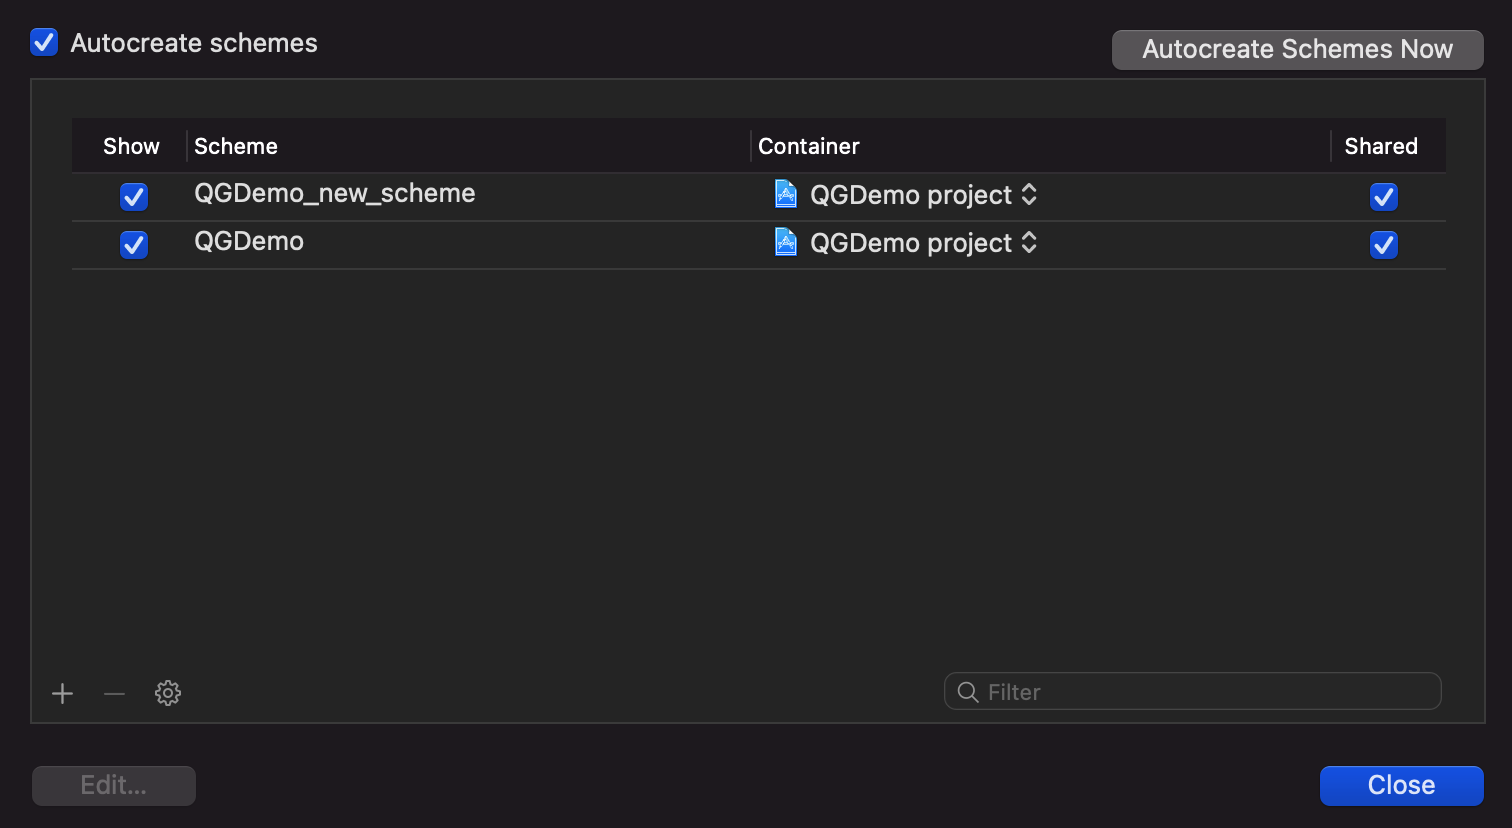 Autocreate schemes
Autocreate Schemes Now
Show Scheme Container Shared
QGDemo_new_scheme QGDemo project
QGDemo QGDemo project
Filter
Edit...
Close